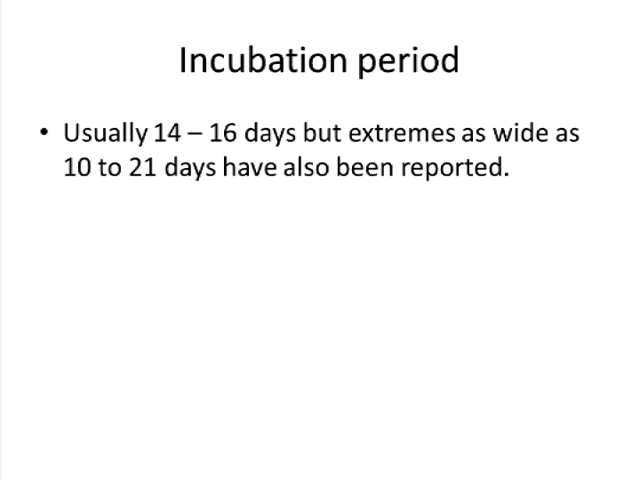 Incubation period
• Usually 14 – 16 days but extremes as wide as
10 to 21 days have also been reported.